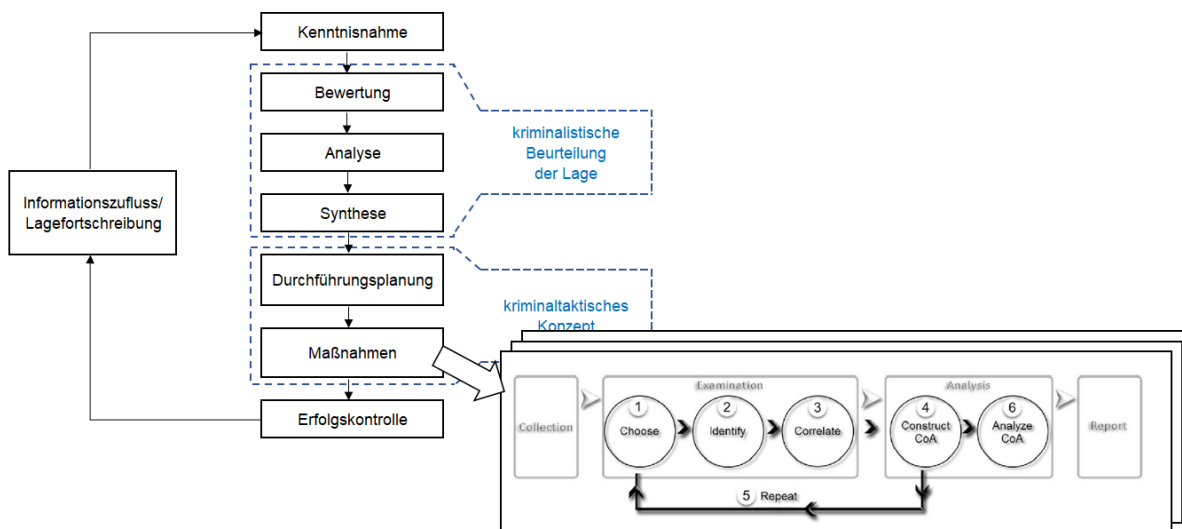 Kenntnisnahme
Bewertung
Analyse
Synthese
kriminalistische
Beurteilung
der Lage
Informationszufluss/
Lagefortschreibung
Durchführungsplanung
Maßnahmen
Erfolgskontrolle
kriminaltaktisches
Konzept
Collection
Examination
1
Choose
2
Identify
3
Correlate
Analysis
4
Construct
CoA
6
Analyze
CoA
5 Repeat
Report